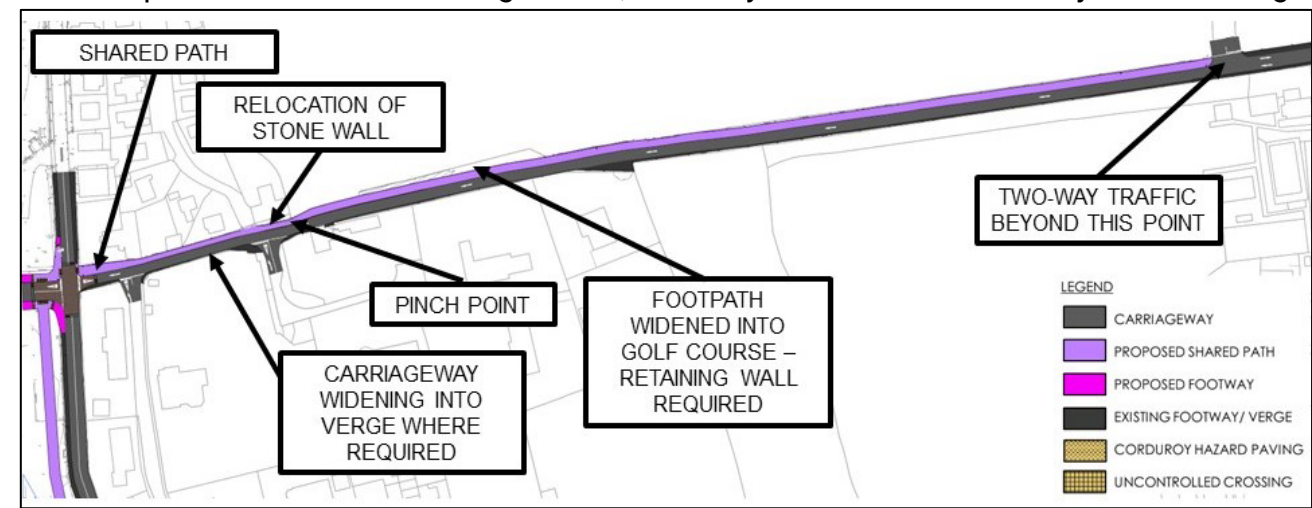 SHARED PATH
RELOCATION OF
STONE WALL
TWO-WAY TRAFFIC
BEYOND THIS POINT
PINCH POINT
FOOTPATH
WIDENED INTO
GOLF COURSE –
RETAINING WALL
REQUIRED
CARRIAGEWAY
WIDENING INTO
VERGE WHERE
REQUIRED
LEGEND
CARRIAGEWAY
PROPOSED SHARED PATH
PROPOSED FOOTWAY
EXISTING FOOTWAY/ VERGE
CORDUROY HAZARD PAVING
UNCONTROLLED CROSSING